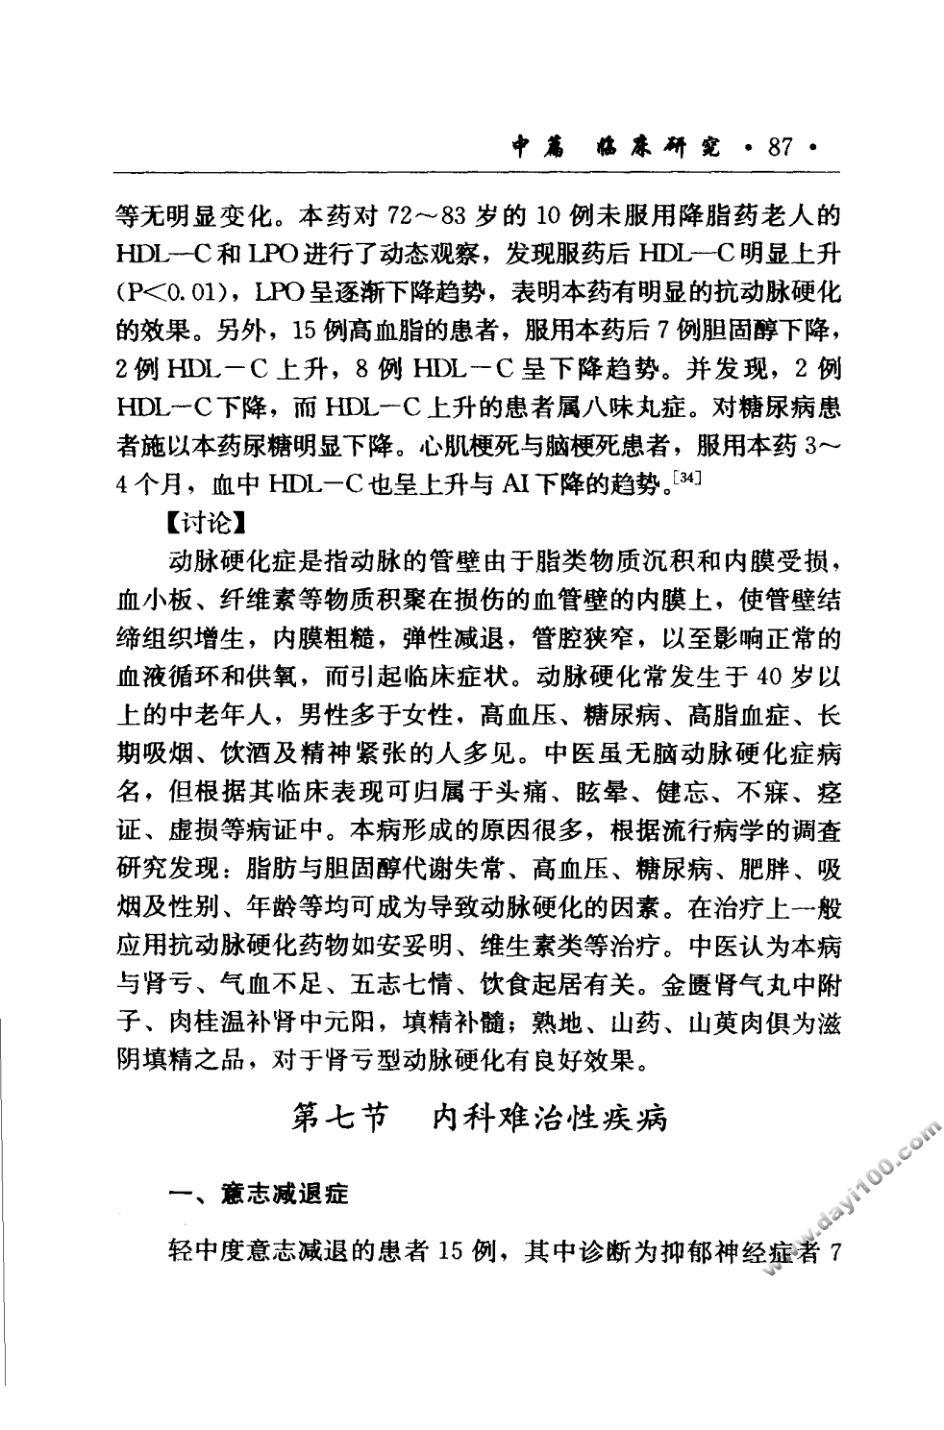 中篇 临床研究 · 87 ·
等无明显变化。本药对 72～83 岁的 10 例未服用降脂药老人的
HDL—C 和 LPO 进行了动态观察，发现服药后 HDL—C 明显上升
（P<0.01），LPO 呈逐渐下降趋势，表明本药有明显的抗动脉硬化
的效果。另外，15 例高血脂的患者，服用本药后 7 例胆固醇下降，
2 例 HDL－C 上升，8 例 HDL－C 呈下降趋势。并发现，2 例
HDL－C 下降，而 HDL－C 上升的患者属八味丸症。对糖尿病患
者施以本药尿糖明显下降。心肌梗死与脑梗死患者，服用本药 3～
4 个月，血中 HDL－C 也呈上升与 AI 下降的趋势。[34]
【讨论】
动脉硬化症是指动脉的管壁由于脂类物质沉积和内膜受损，
血小板、纤维素等物质积聚在损伤的血管壁的内膜上，使管壁结
缔组织增生，内膜粗糙，弹性减退，管腔狭窄，以至影响正常的
血液循环和供氧，而引起临床症状。动脉硬化常发生于 40 岁以
上的中老年人，男性多于女性，高血压、糖尿病、高脂血症、长
期吸烟、饮酒及精神紧张的人多见。中医虽无脑动脉硬化症病
名，但根据其临床表现可归属于头痛、眩晕、健忘、不寐、痉
证、虚损等病证中。本病形成的原因很多，根据流行病学的调查
研究发现：脂肪与胆固醇代谢失常、高血压、糖尿病、肥胖、吸
烟及性别、年龄等均可成为导致动脉硬化的因素。在治疗上一般
应用抗动脉硬化药物如安妥明、维生素类等治疗。中医认为本病
与肾亏、气血不足、五志七情、饮食起居有关。金匮肾气丸中附
子、肉桂温补肾中元阳，填精补髓；熟地、山药、山萸肉俱为滋
阴填精之品，对于肾亏型动脉硬化有良好效果。
第七节 内科难治性疾病
一、意志减退症
轻中度意志减退的患者 15 例，其中诊断为抑郁神经症者 7
www.dayi100.com